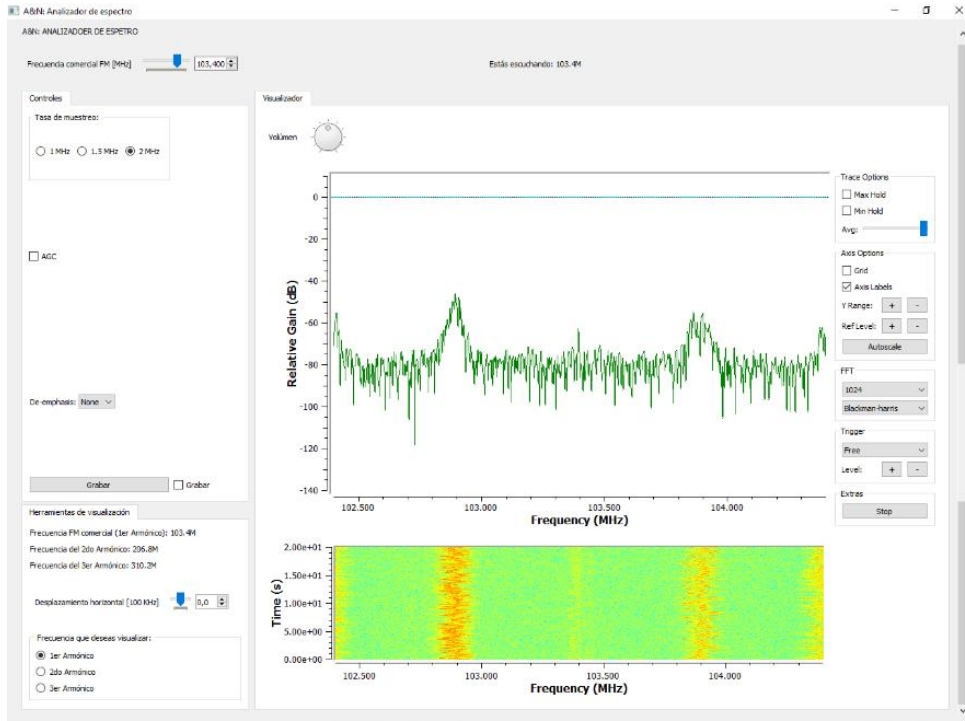 A&N: Analizador de espectro
A&N: ANALIZADOER DE ESPETRO
Frecuencia comercial FM [MHz]
103,400
Estás escuchando: 103.4M
Controles
Tasa de muestreo:
1 MHz
1.5 MHz
2 MHz
AGC
De-emphasis: None
Grabar
Grabar
Herramientas de visualización
Frecuencia FM comercial (1er Armónico): 103.4M
Frecuencia del 2do Armónico: 206.8M
Frecuencia del 3er Armónico: 310.2M
Desplazamiento horizontal [100 KHz]
0,0
Frecuencia que deseas visualizar:
1er Armónico
2do Armónico
3er Armónico
Visualizador
Volúmen
0
-20
-40
-60
-80
-100
-120
-140
Relative Gain (dB)
102.500
103.000
103.500
104.000
Frequency (MHz)
2.00e+01
1.50e+01
1.00e+01
5.00e+00
0.00e+00
Time (s)
102.500
103.000
103.500
104.000
Frequency (MHz)
Trace Options
Max Hold
Min Hold
Avg:
Axis Options
Grid
Axis Labels
Y Range: + -
Ref Level: + -
Autoscale
FFT
1024
Blackman-harris
Trigger
Free
Level: + -
Extras
Stop